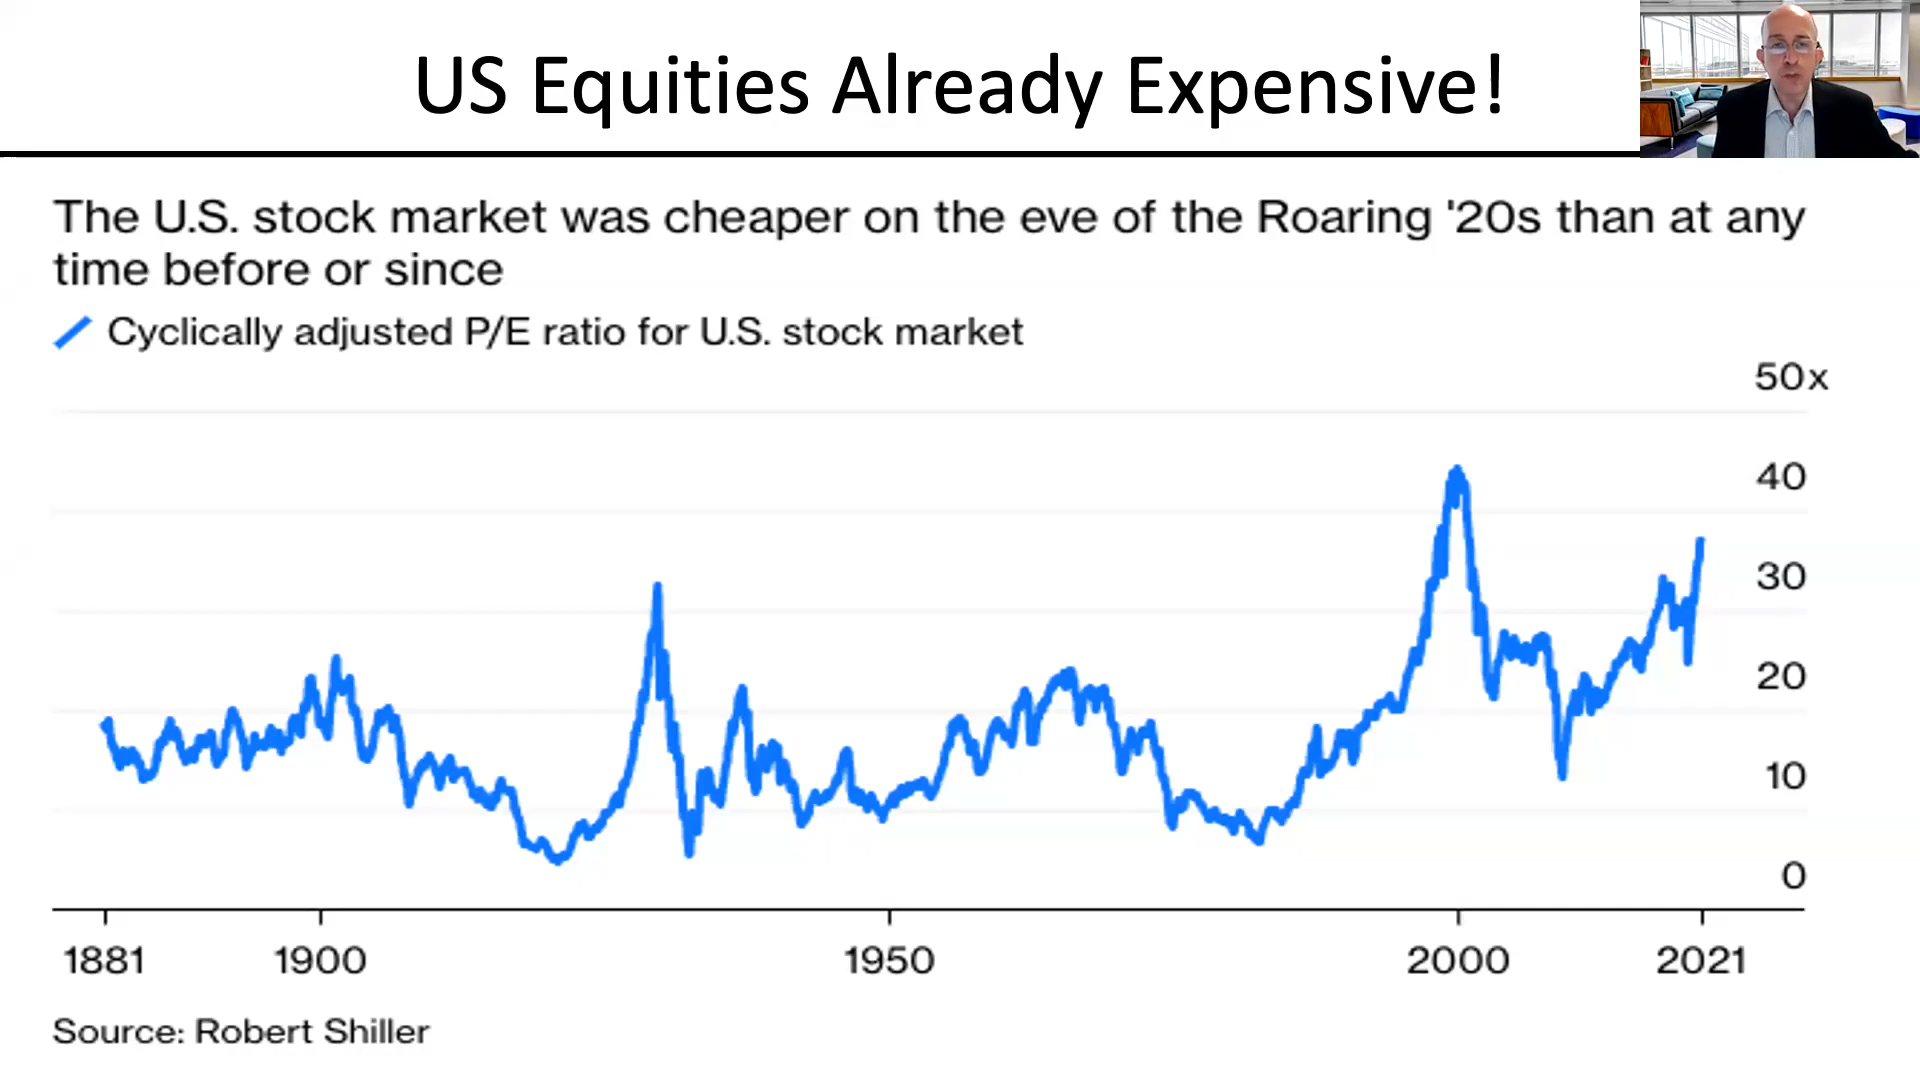 US Equities Already Expensive!
The U.S. stock market was cheaper on the eve of the Roaring '20s than at any
time before or since
Cyclically adjusted P/E ratio for U.S. stock market
50x
40
30
20
10
0
1881 1900 1950 2000 2021
Source: Robert Shiller